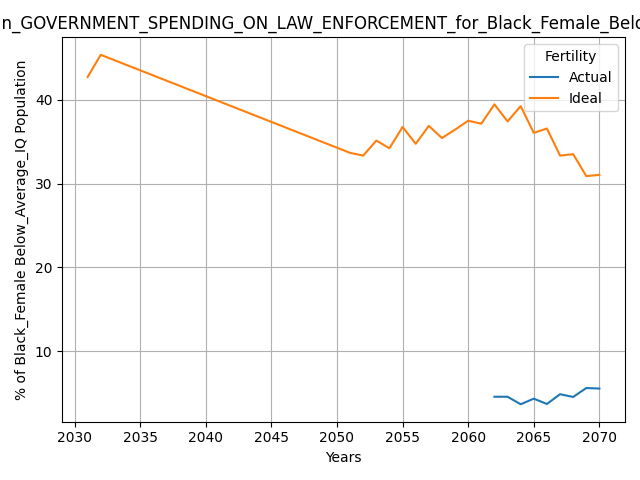 n_GOVERNMENT_SPENDING_ON_LAW_ENFORCEMENT_for_Black_Female_Belo
Fertility
Actual
Ideal
% of Black_Female Below_Average_IQ Population
40
30
20
10
2030 2035 2040 2045 2050 2055 2060 2065 2070
Years